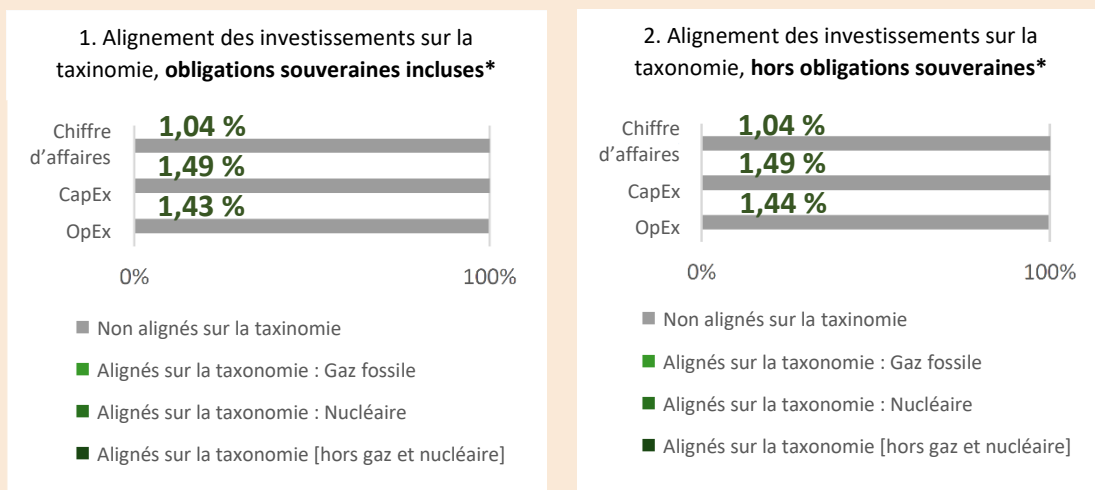 1. Alignement des investissements sur la
taxinomie, obligations souveraines incluses*
Chiffre
d’affaires
1,04 %
CapEx
1,49 %
OpEx
1,43 %
0%
100%
Non alignés sur la taxinomie
Alignés sur la taxonomie : Gaz fossile
Alignés sur la taxonomie : Nucléaire
Alignés sur la taxonomie [hors gaz et nucléaire]
2. Alignement des investissements sur la
taxonomie, hors obligations souveraines*
Chiffre
d’affaires
1,04 %
CapEx
1,49 %
OpEx
1,44 %
0%
100%
Non alignés sur la taxinomie
Alignés sur la taxonomie : Gaz fossile
Alignés sur la taxonomie : Nucléaire
Alignés sur la taxonomie [hors gaz et nucléaire]